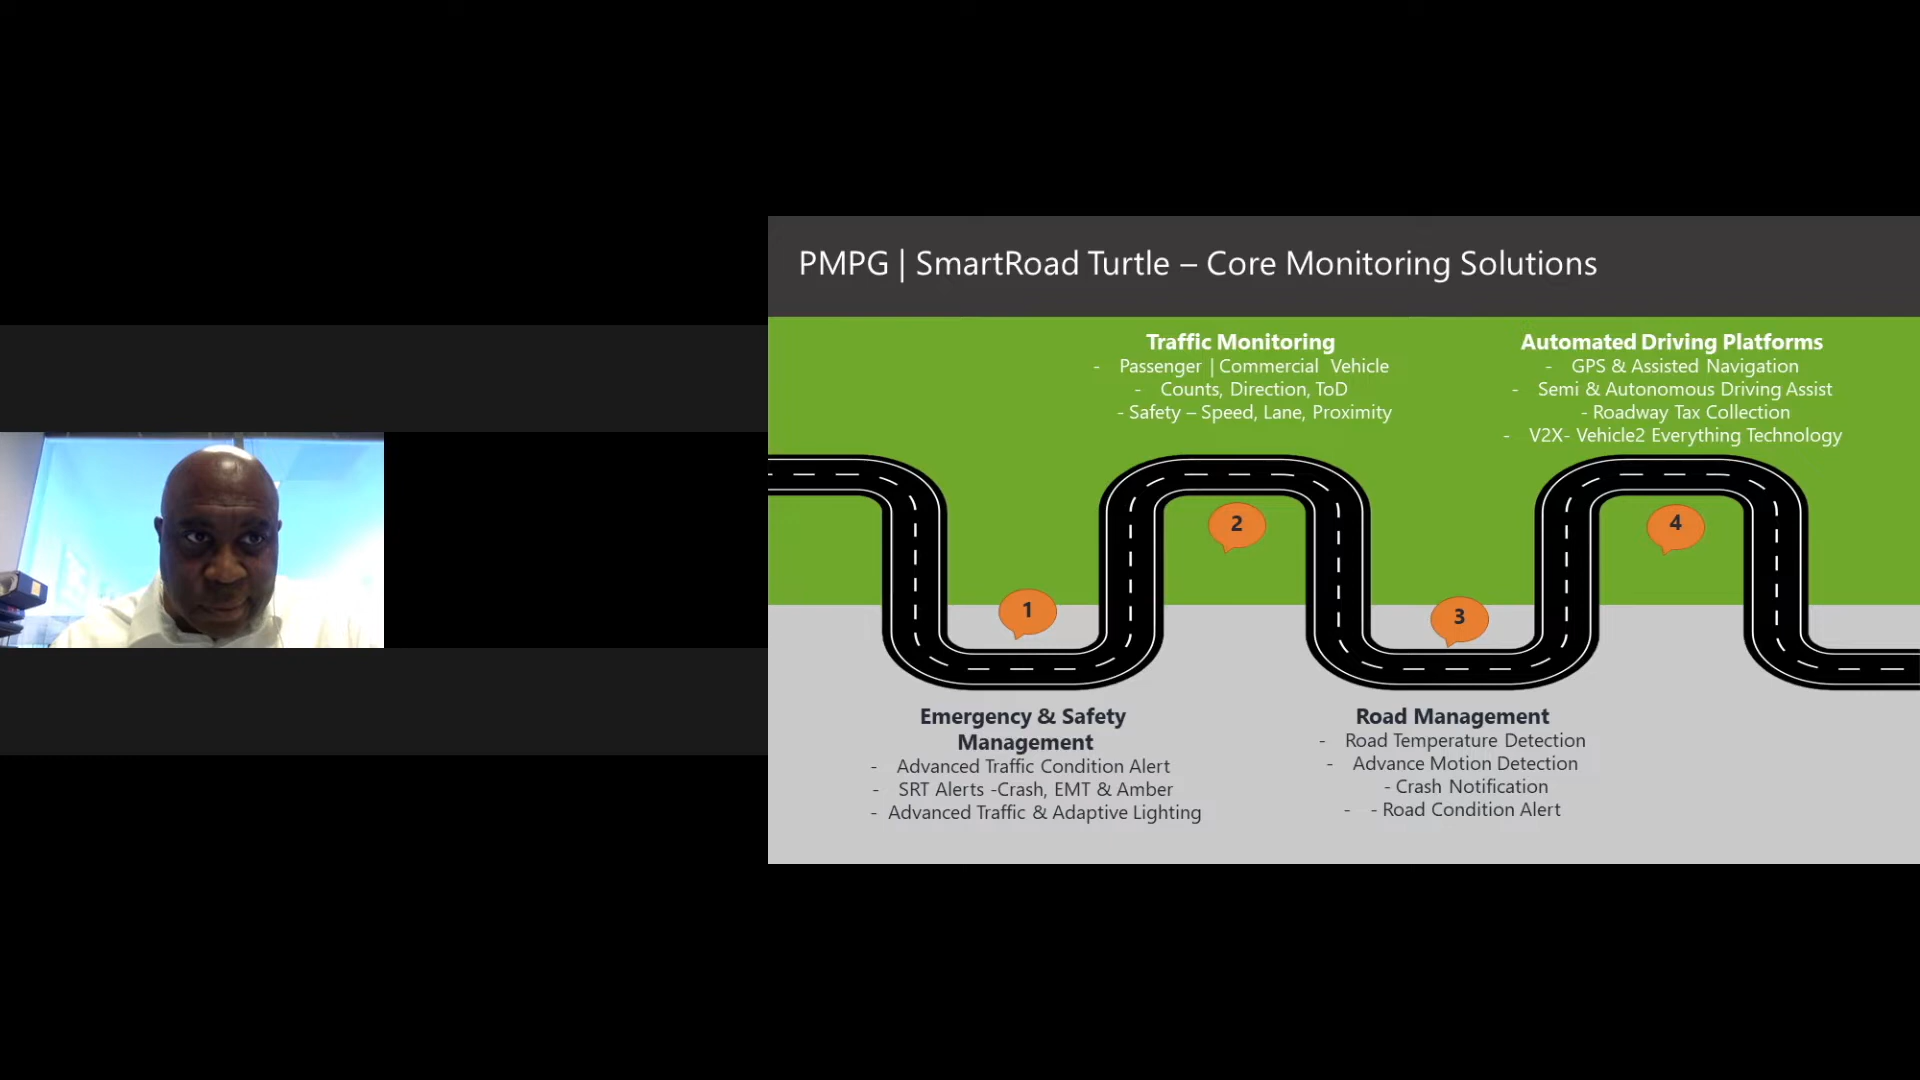 PMPG | SmartRoad Turtle – Core Monitoring Solutions
Traffic Monitoring
- Passenger | Commercial Vehicle
- Counts, Direction, ToD
- Safety – Speed, Lane, Proximity
Automated Driving Platforms
- GPS & Assisted Navigation
- Semi & Autonomous Driving Assist
- Roadway Tax Collection
- V2X- Vehicle2 Everything Technology
2
4
1
3
Emergency & Safety
Management
- Advanced Traffic Condition Alert
- SRT Alerts -Crash, EMT & Amber
- Advanced Traffic & Adaptive Lighting
Road Management
- Road Temperature Detection
- Advance Motion Detection
- Crash Notification
- - Road Condition Alert